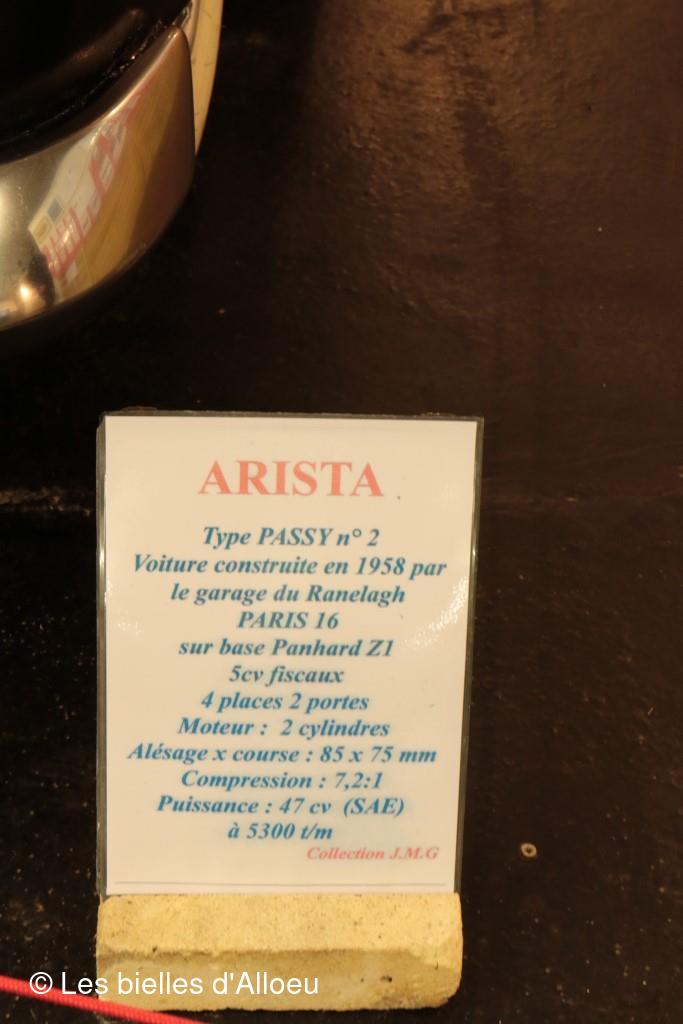 ARISTA
Type PASSY n° 2
Voiture construite en 1958 par
le garage du Ranelagh
PARIS 16
sur base Panhard Z1
5cv fiscaux
4 places 2 portes
Moteur : 2 cylindres
Alésage x course : 85 x 75 mm
Compression : 7,2:1
Puissance : 47 cv (SAE)
à 5300 t/m
Collection J.M.G
© Les bielles d'Alloeu